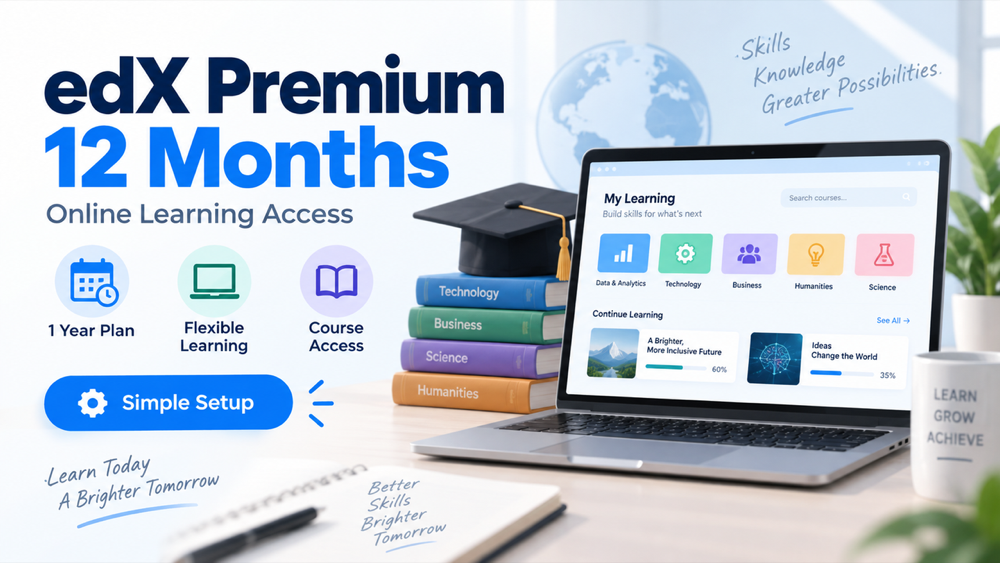 edX Premium
12 Months
Online Learning Access
1 Year Plan
Flexible
Learning
Course
Access
Simple Setup
Learn Today
A Brighter Tomorrow
Skills
Knowledge
Greater Possibilities.
Technology
Business
Science
Humanities
My Learning
Build skills for what's next
Search courses...
Data & Analytics
Technology
Business
Humanities
Science
Continue Learning
See All →
A Brighter,
More Inclusive Future
60%
Ideas
Change the World
35%
LEARN
GROW
ACHIEVE
Better
Skills
Brighter
Tomorrow